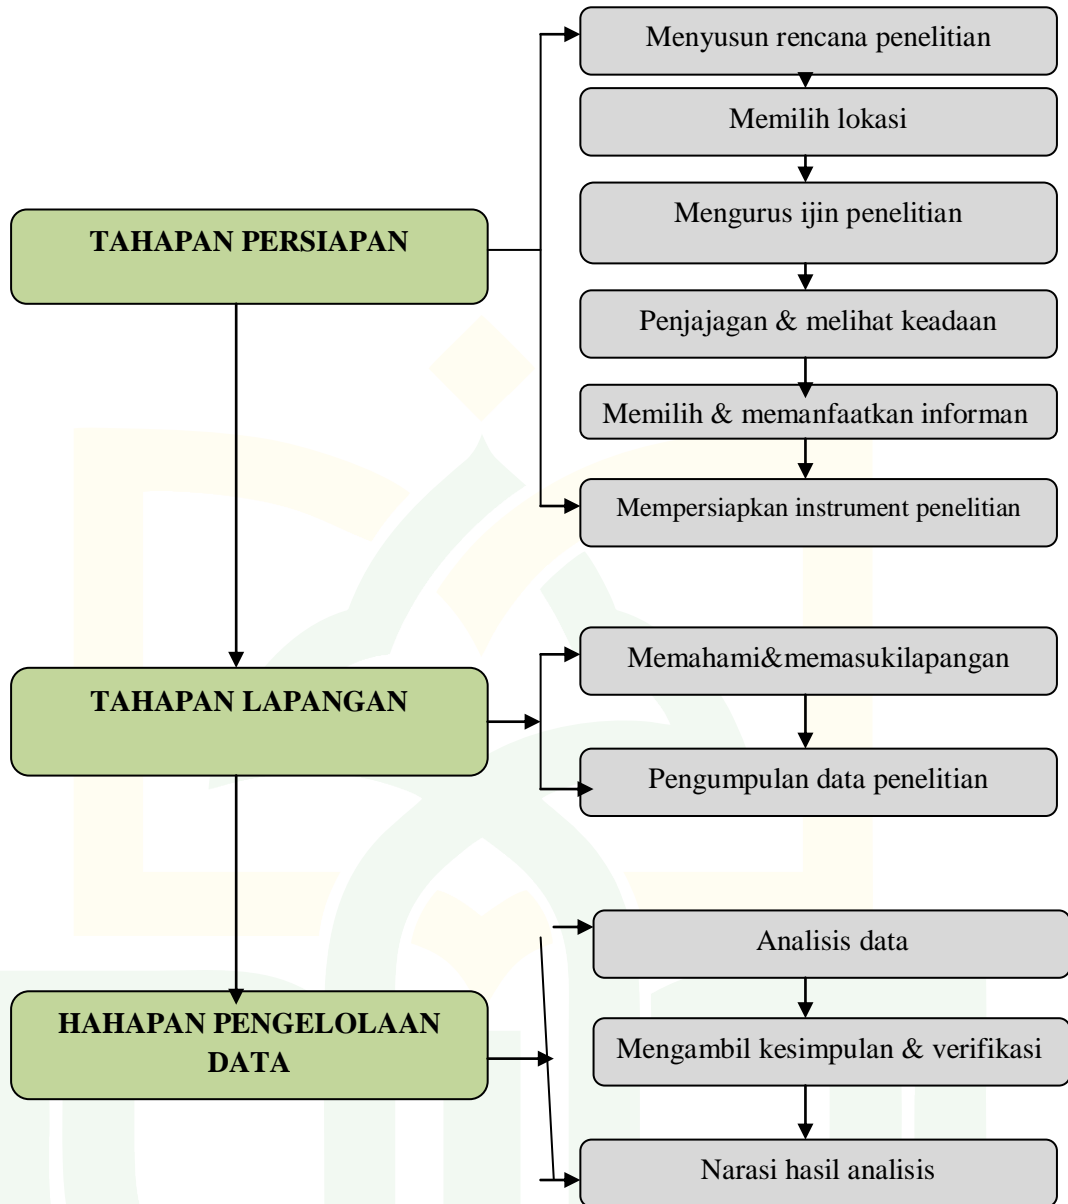 Menyusun rencana penelitian
Memilih lokasi
Mengurus ijin penelitian
TAHAPAN PERSIAPAN
Penjajagan & melihat keadaan
Memilih & memanfaatkan informan
Mempersiapkan instrument penelitian
Memahami&memasukilapangan
TAHAPAN LAPANGAN
Pengumpulan data penelitian
Analisis data
HAHAPAN PENGELOLAAN
DATA
Mengambil kesimpulan & verifikasi
Narasi hasil analisis